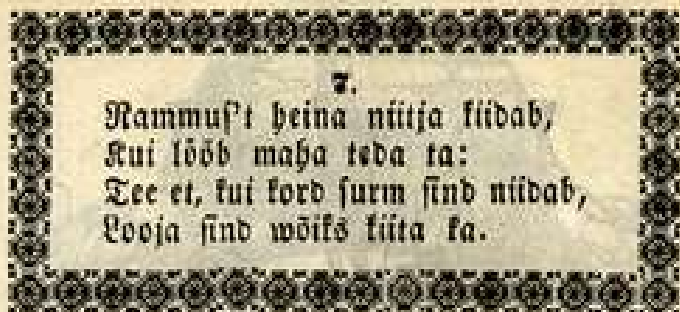 7.
Rammus't heina niitja kiidab,
Kui lööb maha teda ta:
Tee et, kui kord surm sind niidab,
Looja sind wõiks kiita ka.